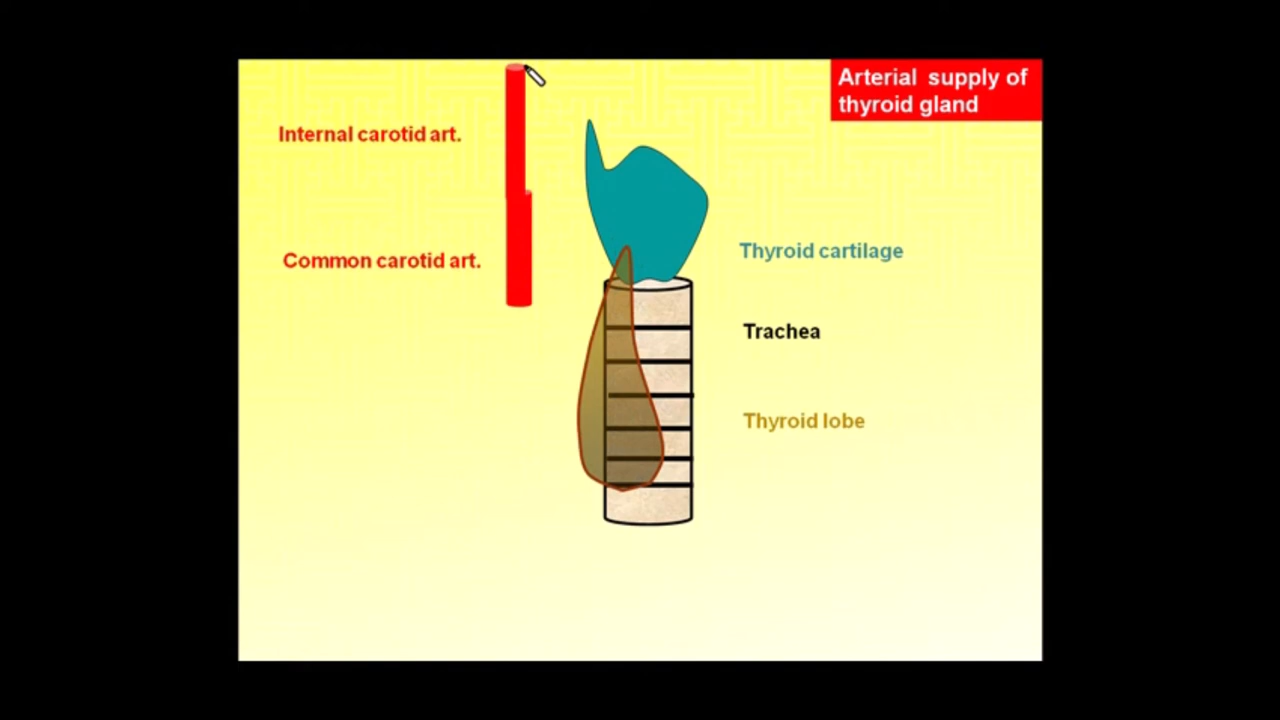 Arterial supply of
thyroid gland
Internal carotid art.
Common carotid art.
Thyroid cartilage
Trachea
Thyroid lobe